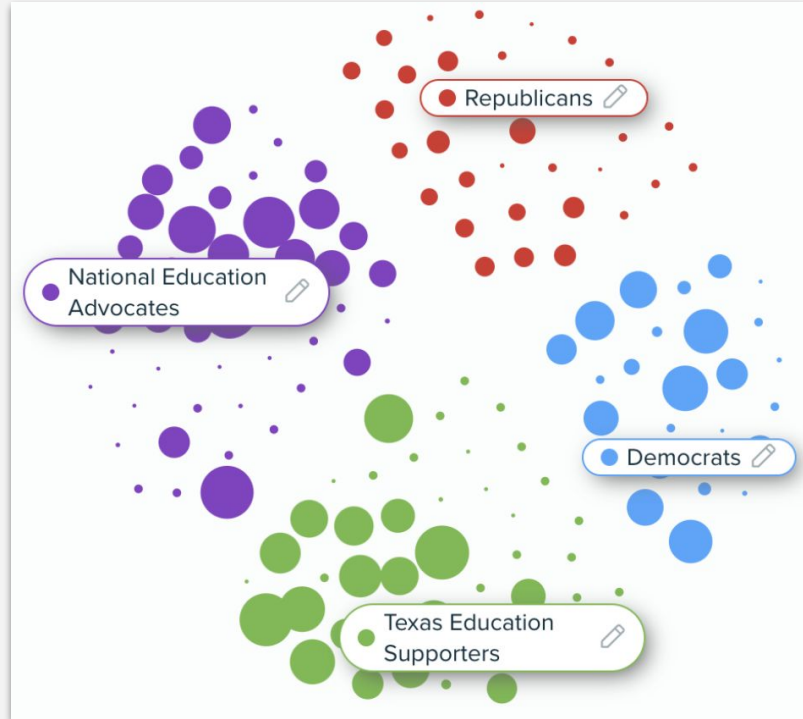 Republicans
National Education
Advocates
Democrats
Texas Education
Supporters